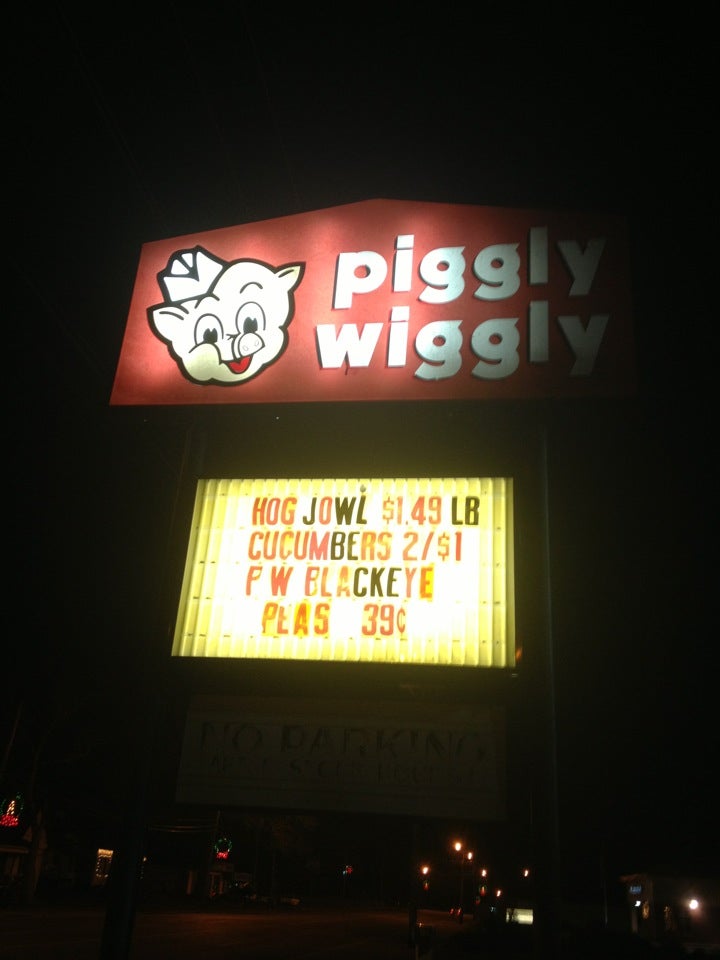 piggly
wiggly
HOG JOWL $1.49 LB
CUCUMBERS 2/$1
P W BLACKEYE
PEAS 39¢
NO PARKING